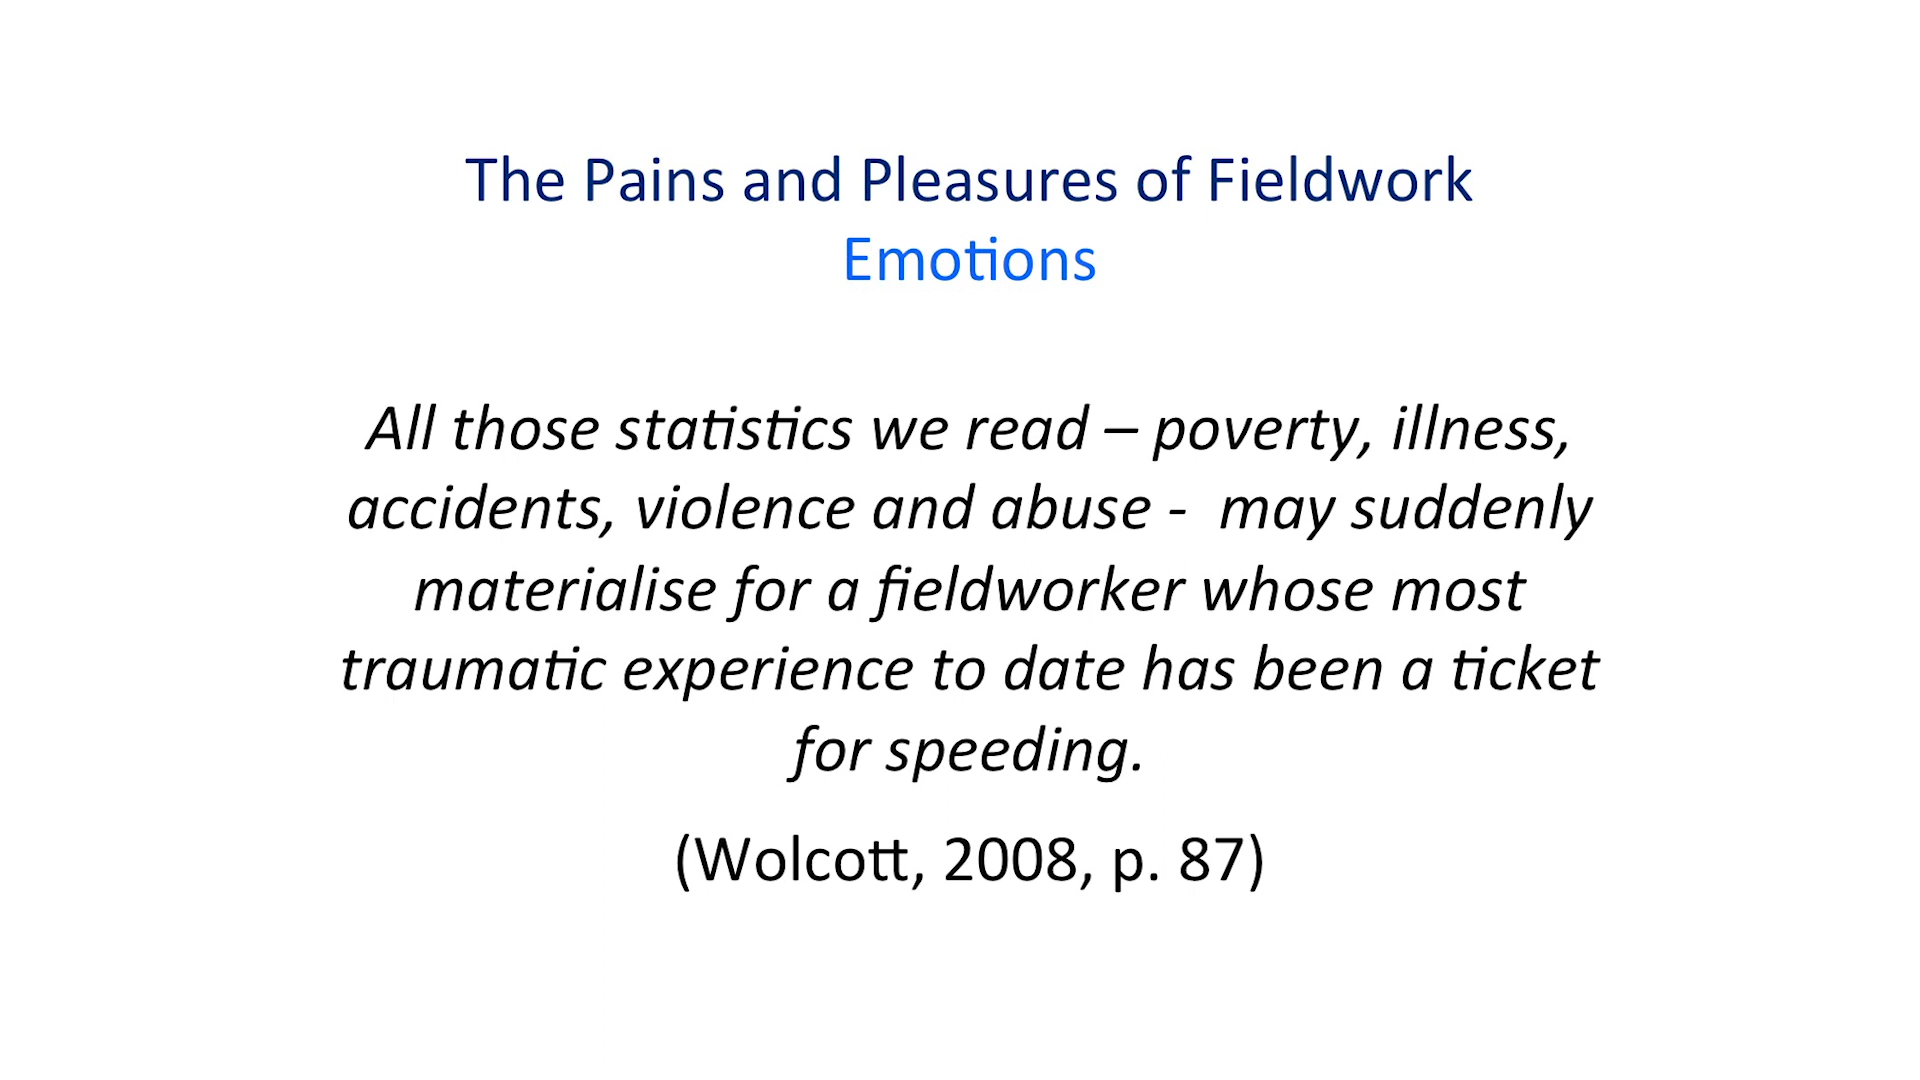 The Pains and Pleasures of Fieldwork
Emotions
All those statistics we read – poverty, illness,
accidents, violence and abuse -  may suddenly
materialise for a fieldworker whose most
traumatic experience to date has been a ticket
for speeding.
(Wolcott, 2008, p. 87)